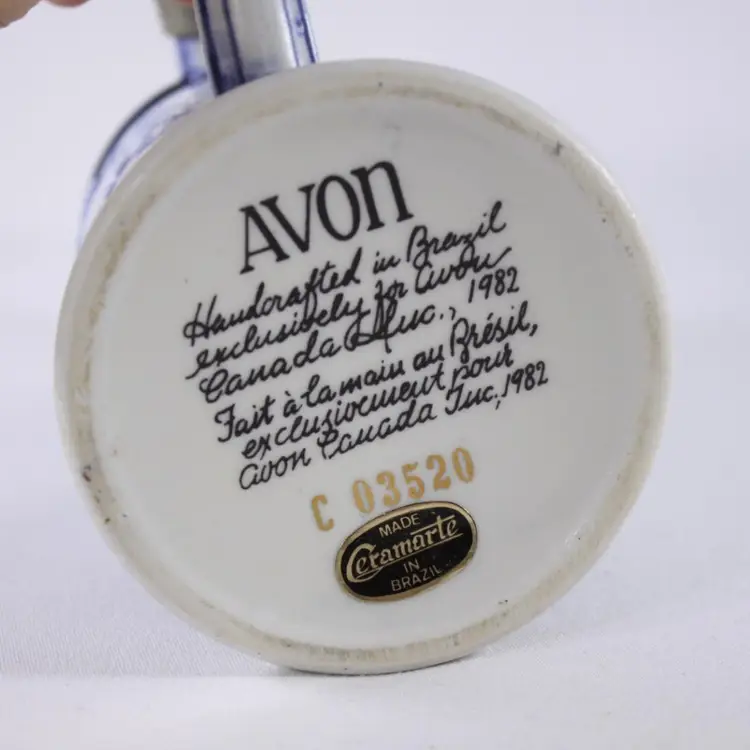 AVON
Handcrafted in Brazil
exclusively for Avon
Canada Inc., 1982
Fait à la main au Brésil,
exclusivement pour
Avon Canada Inc, 1982
C 03520
MADE
Ceramarte
IN
BRAZIL